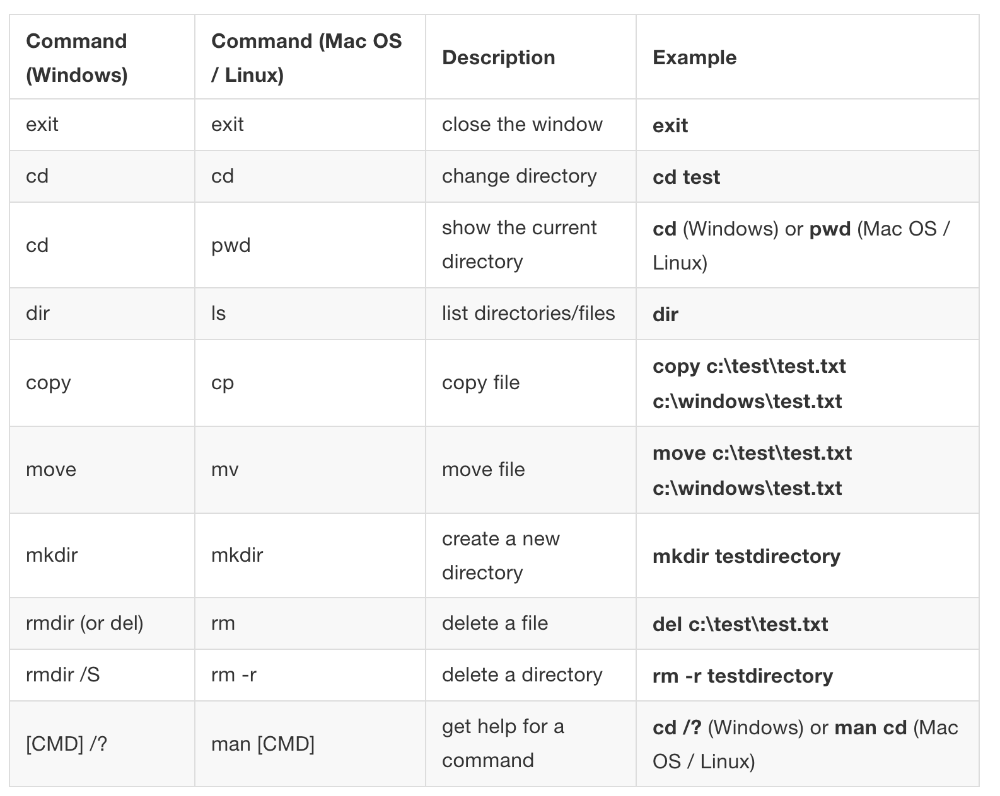 Command (Windows)
Command (Mac OS / Linux)
Description
Example
exit
exit
close the window
exit
cd
cd
change directory
cd test
cd
pwd
show the current directory
cd (Windows) or pwd (Mac OS / Linux)
dir
ls
list directories/files
dir
copy
cp
copy file
copy c:\test\test.txt
c:\windows\test.txt
move
mv
move file
move c:\test\test.txt
c:\windows\test.txt
mkdir
mkdir
create a new directory
mkdir testdirectory
rmdir (or del)
rm
delete a file
del c:\test\test.txt
rmdir /S
rm -r
delete a directory
rm -r testdirectory
[CMD] /?
man [CMD]
get help for a command
cd /? (Windows) or man cd (Mac OS / Linux)